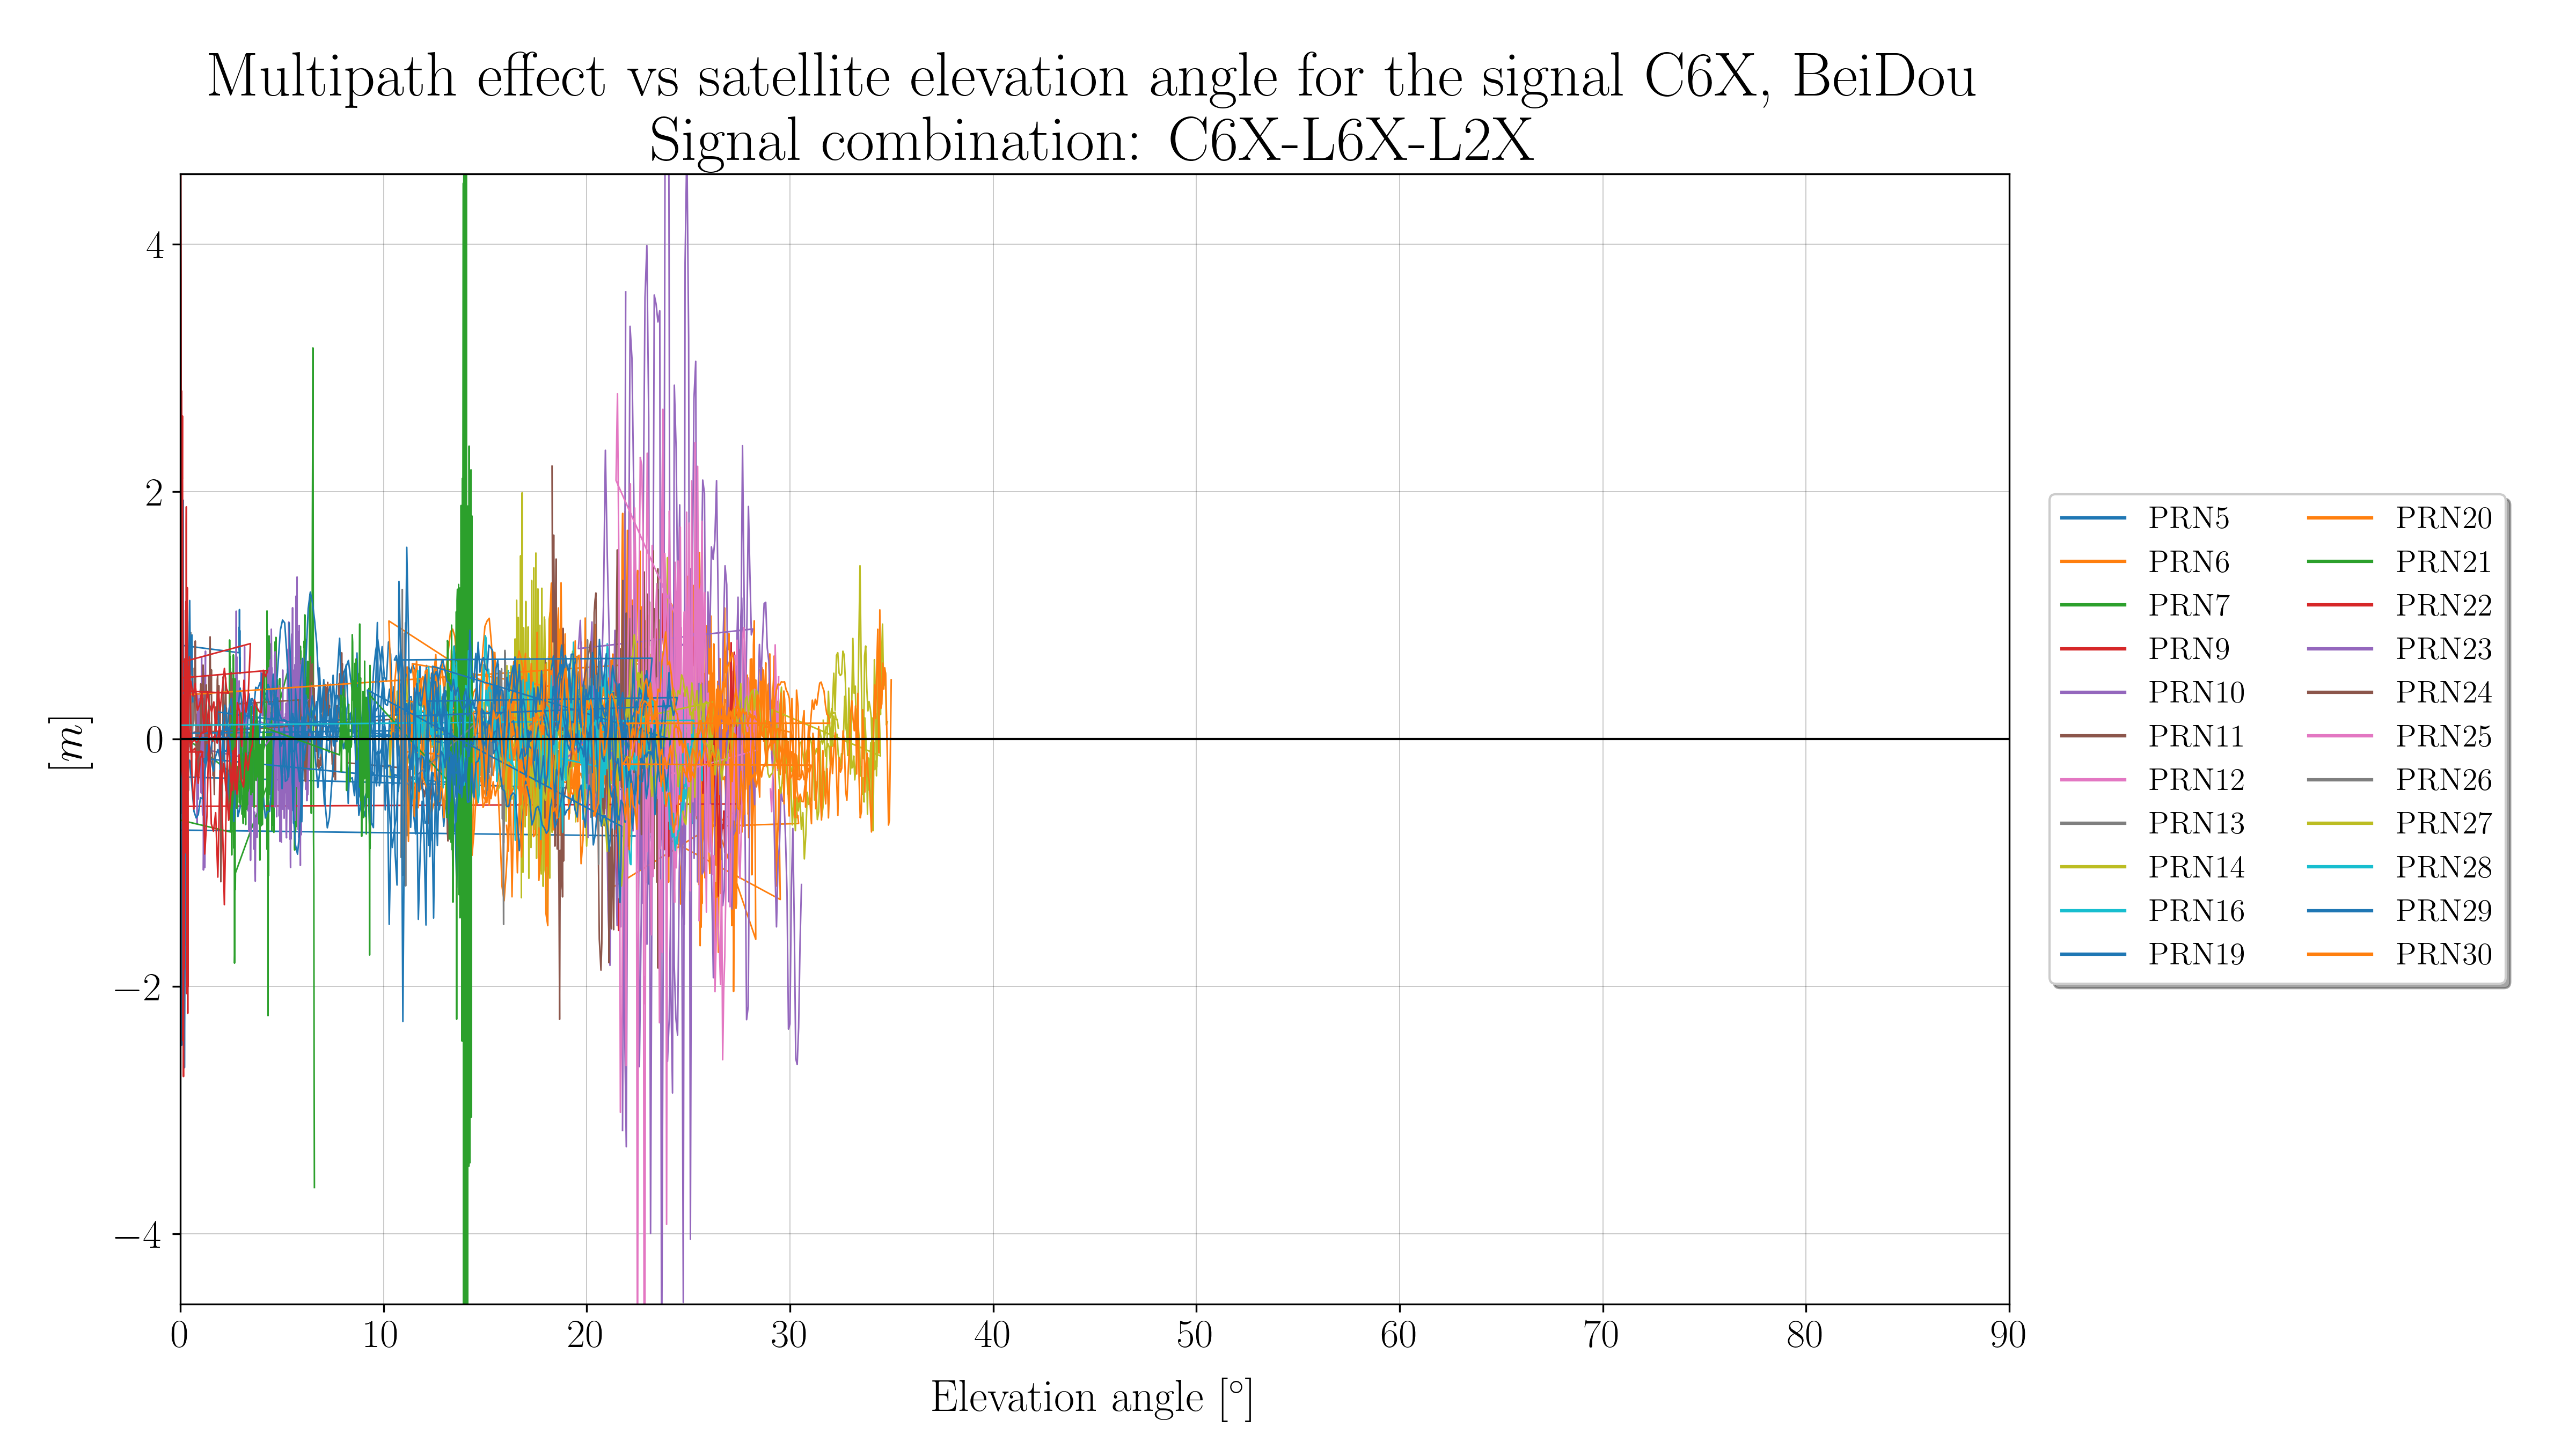 Multipath effect vs satellite elevation angle for the signal C6X, BeiDou
Signal combination: C6X-L6X-L2X
[m]
4
2
0
−2
−4
0 10 20 30 40 50 60 70 80 90
Elevation angle [°]
PRN5 PRN20
PRN6 PRN21
PRN7 PRN22
PRN9 PRN23
PRN10 PRN24
PRN11 PRN25
PRN12 PRN26
PRN13 PRN27
PRN14 PRN28
PRN16 PRN29
PRN19 PRN30